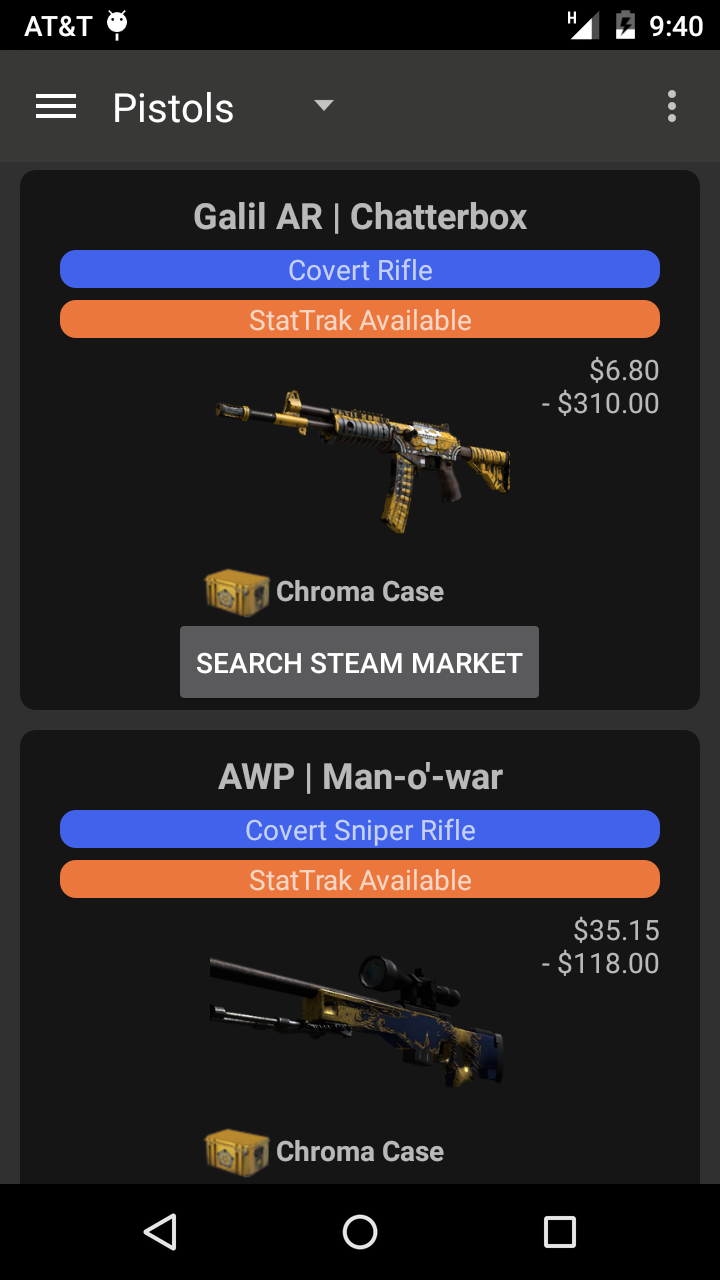 AT&T
H
9:40
Pistols
Galil AR | Chatterbox
Covert Rifle
StatTrak Available
$6.80
- $310.00
Chroma Case
SEARCH STEAM MARKET
AWP | Man-o'-war
Covert Sniper Rifle
StatTrak Available
$35.15
- $118.00
Chroma Case